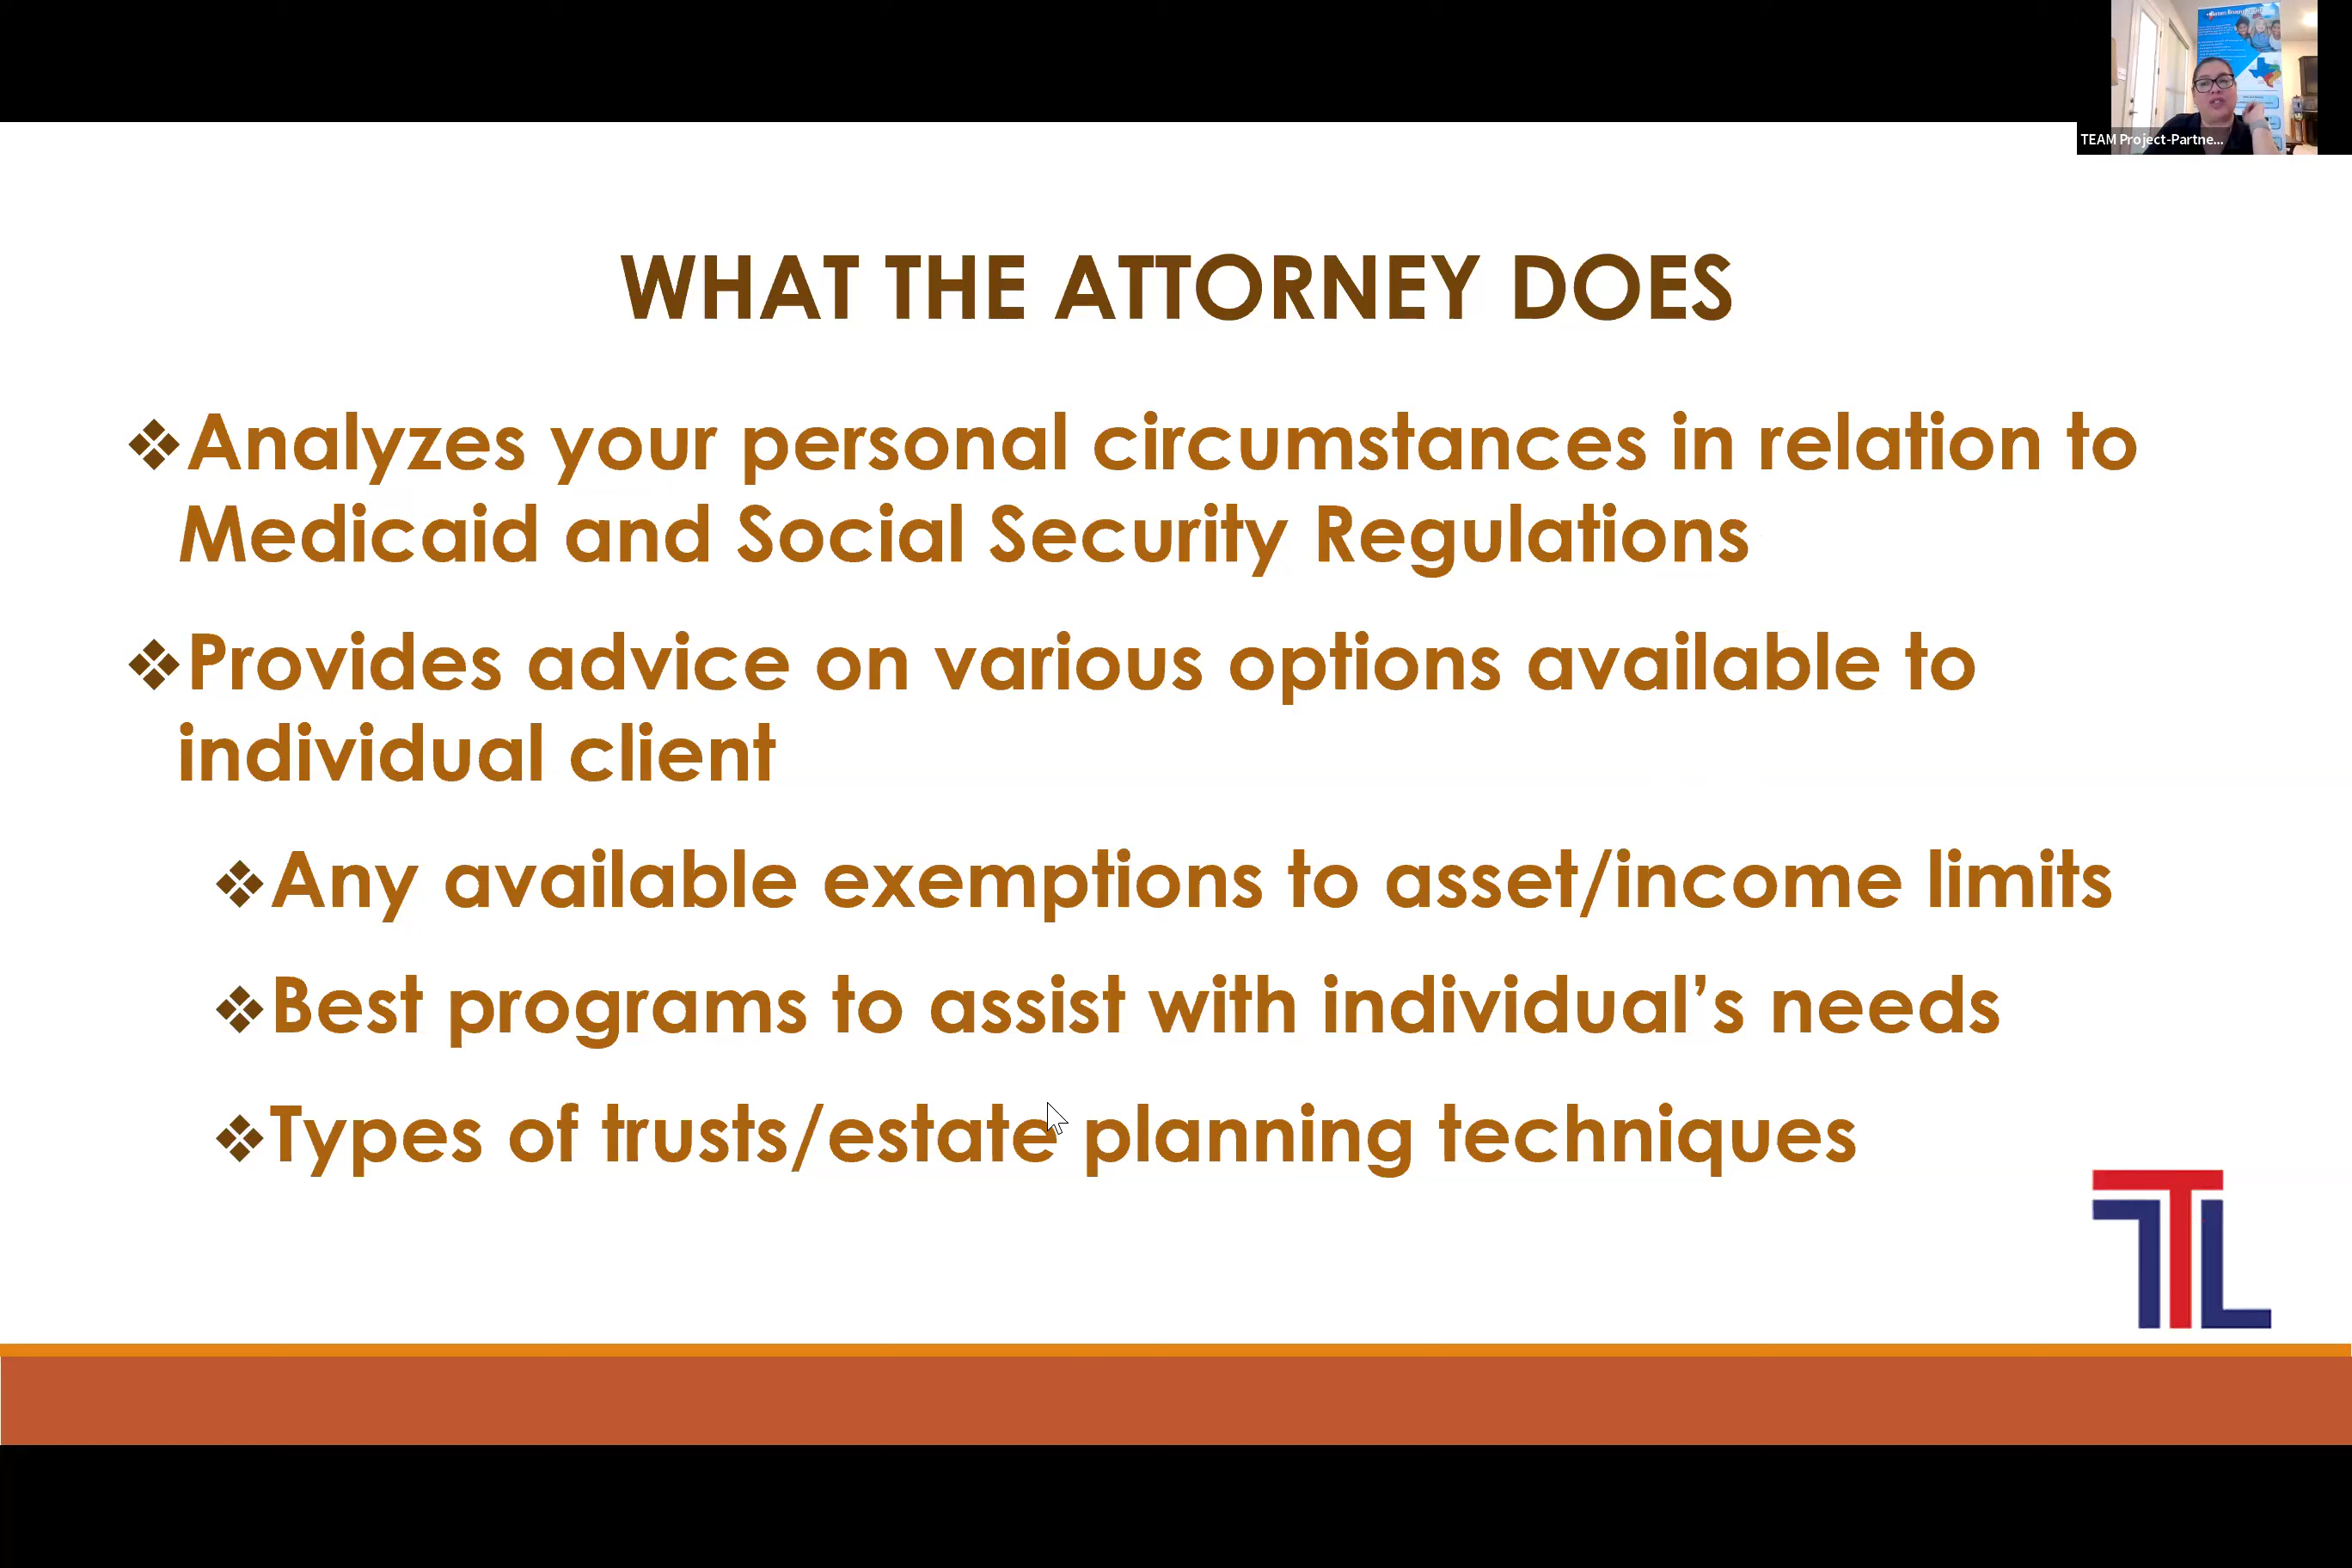 TEAM Project-Partne...
WHAT THE ATTORNEY DOES
❖Analyzes your personal circumstances in relation to
Medicaid and Social Security Regulations
❖Provides advice on various options available to
individual client
❖Any available exemptions to asset/income limits
❖Best programs to assist with individual’s needs
❖Types of trusts/estate planning techniques
TTL